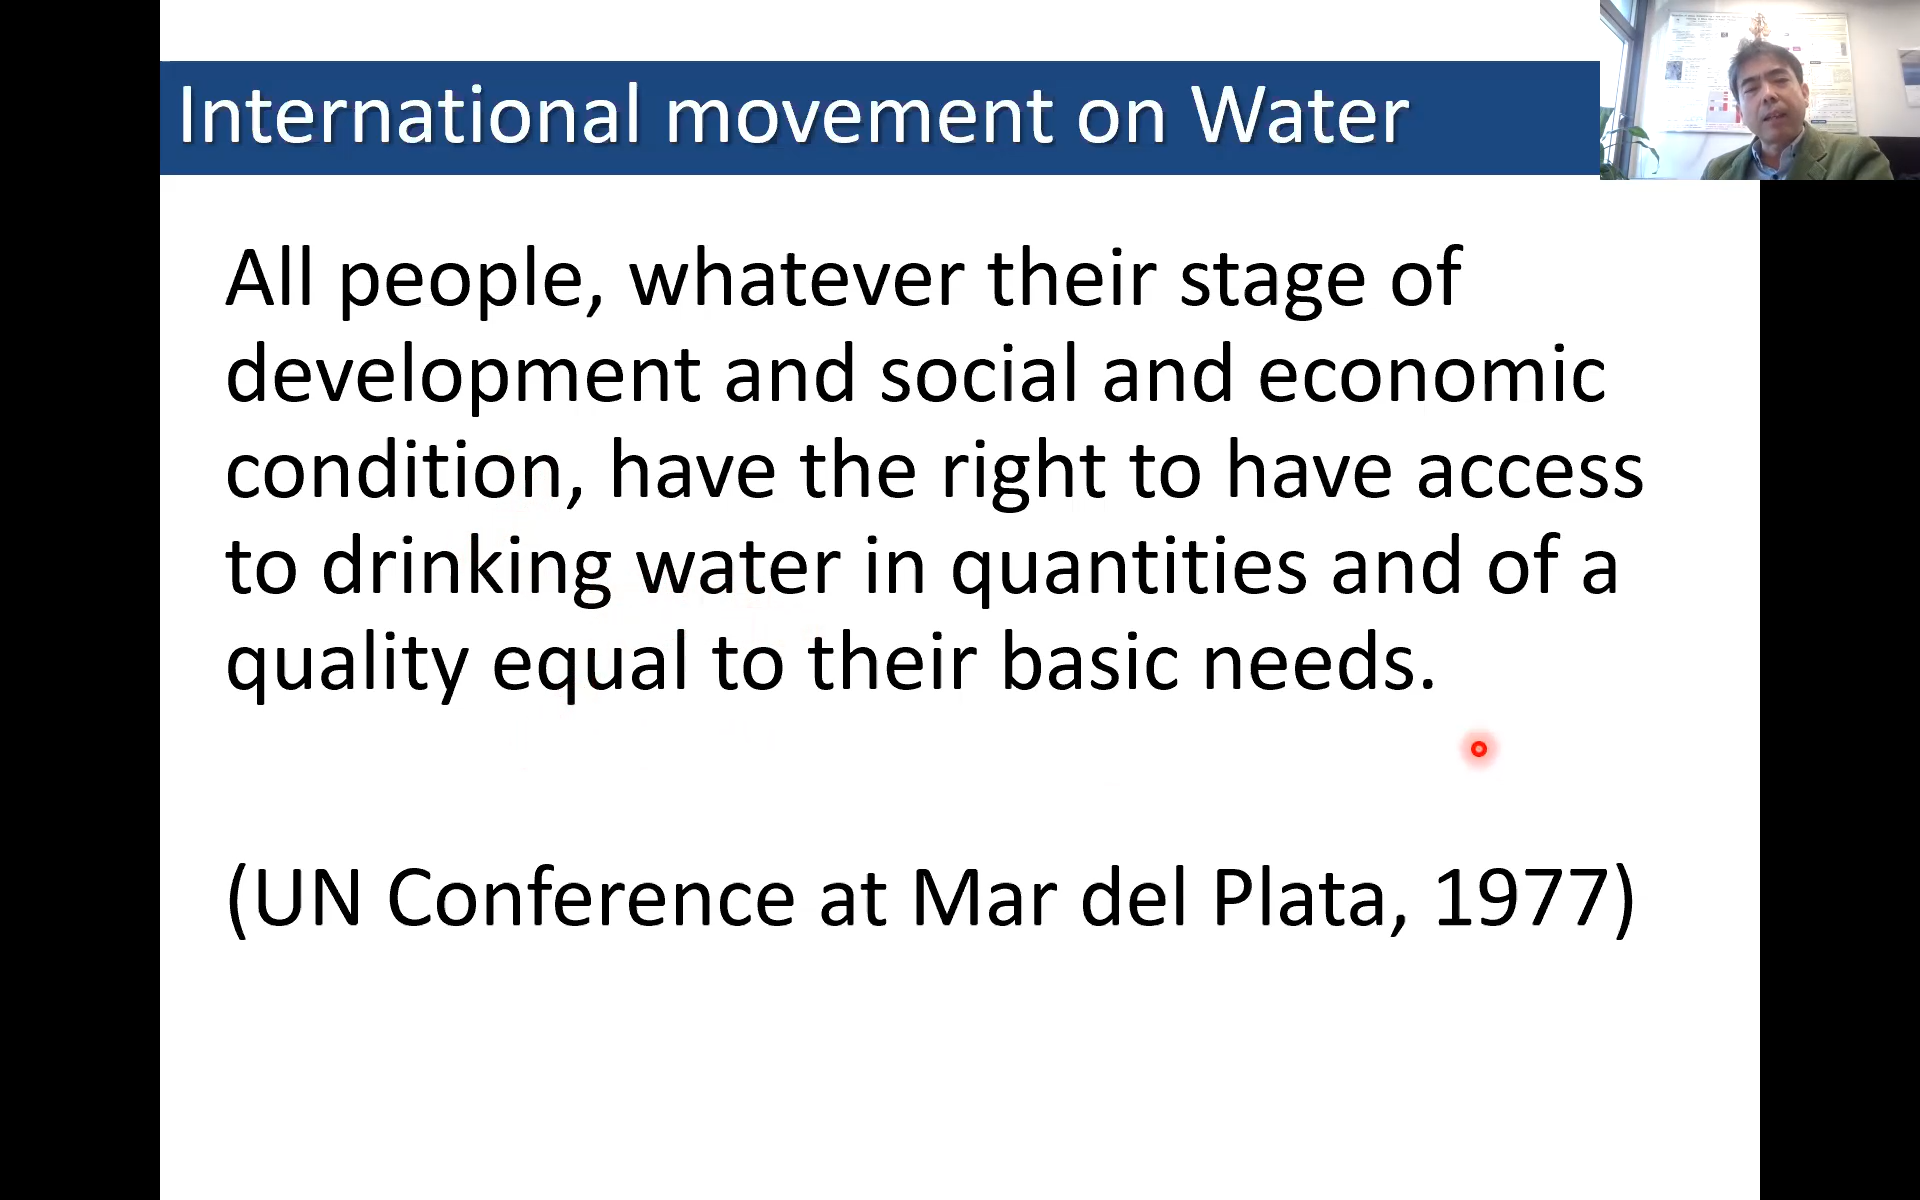 International movement on Water
All people, whatever their stage of
development and social and economic
condition, have the right to have access
to drinking water in quantities and of a
quality equal to their basic needs.
(UN Conference at Mar del Plata, 1977)